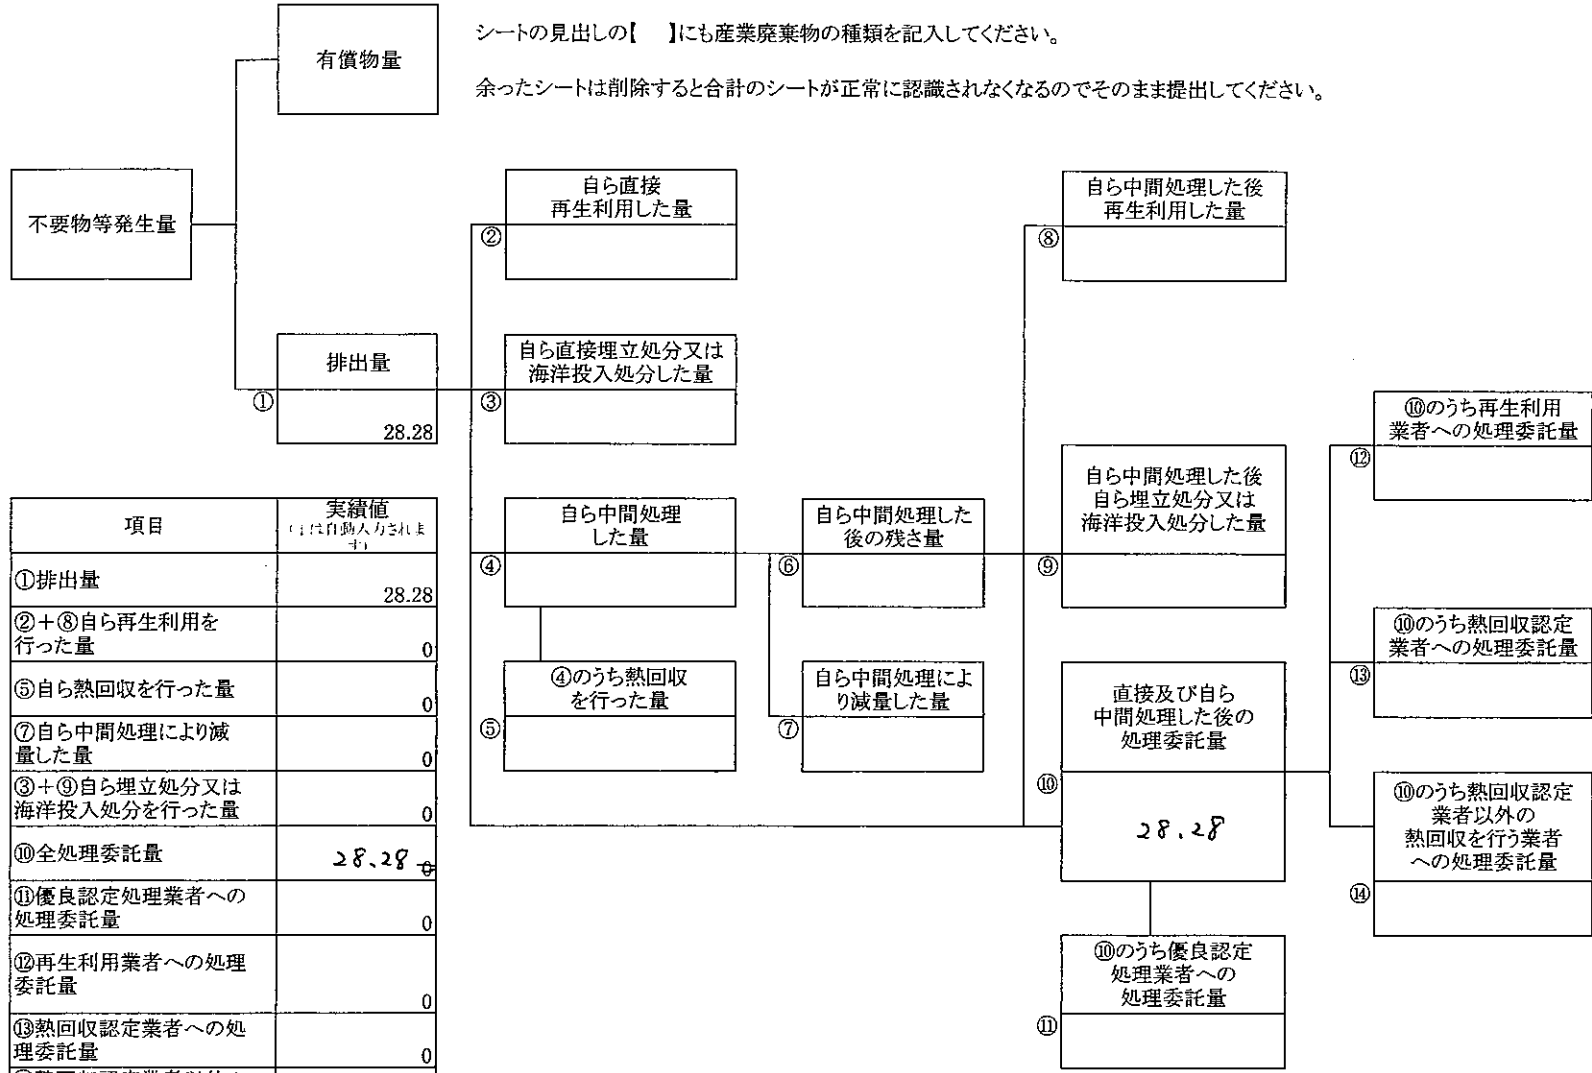 シートの見出しの【　】にも産業廃棄物の種類を記入してください。
余ったシートは削除すると合計のシートが正常に認識されなくなるのでそのまま提出してください。
有償物量
不要物等発生量
排出量
①
28.28
自ら直接
再生利用した量
②
自ら直接埋立処分又は
海洋投入処分した量
③
自ら中間処理
した量
④
④のうち熱回収
を行った量
⑤
自ら中間処理した
後の残さ量
⑥
自ら中間処理によ
り減量した量
⑦
自ら中間処理した後
再生利用した量
⑧
自ら中間処理した後
自ら埋立処分又は
海洋投入処分した量
⑨
直接及び自ら
中間処理した後の
処理委託量
⑩
28.28
⑩のうち優良認定
処理業者への
処理委託量
⑪
⑩のうち再生利用
業者への処理委託量
⑫
⑩のうち熱回収認定
業者への処理委託量
⑬
⑩のうち熱回収認定
業者以外の
熱回収を行う業者
への処理委託量
⑭
項目
実績値
①排出量
28.28
②＋⑧自ら再生利用を
行った量
0
⑤自ら熱回収を行った量
0
⑦自ら中間処理により減
量した量
0
③＋⑨自ら埋立処分又は
海洋投入処分を行った量
0
⑩全処理委託量
28.28 0
⑪優良認定処理業者への
処理委託量
0
⑫再生利用業者への処理
委託量
0
⑬熱回収認定業者への処
理委託量
0